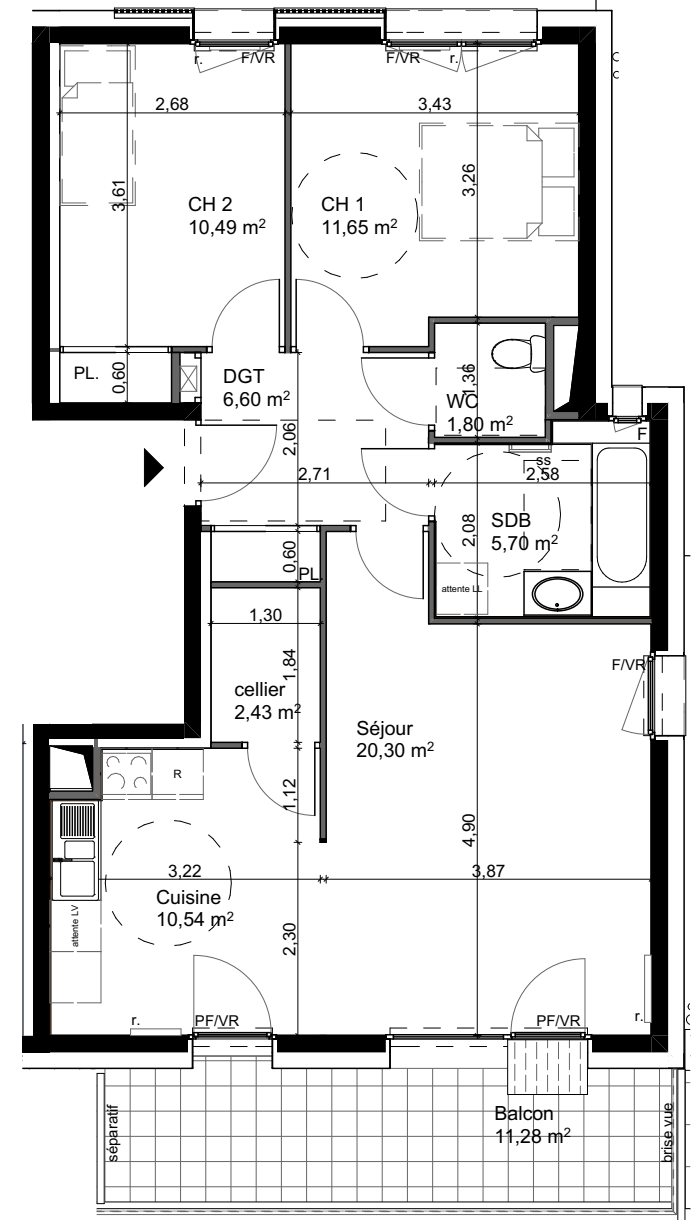 r.
F/VR
F/VR
r.
2,68
3,43
3,61
3,26
CH 2
10,49 m²
CH 1
11,65 m²
PL.
0,60
DGT
6,60 m²
1,36
WC
1,80 m²
2,06
F
2,71
ss
2,58
2,08
SDB
5,70 m²
0,60
PL.
attente LL
1,30
1,84
cellier
2,43 m²
F/VR
Séjour
20,30 m²
R
1,12
4,90
3,22
3,87
Cuisine
10,54 m²
attente LV
2,30
r.
PF/VR
PF/VR
r.
séparatif
Balcon
11,28 m²
brise vue